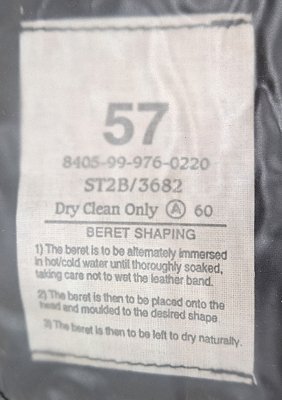 57
8405-99-976-0220
ST2B/3682
Dry Clean Only Ⓐ 60
BERET SHAPING
1) The beret is to be alternately immersed
in hot/cold water until thoroughly soaked,
taking care not to wet the leather band.
2) The beret is then to be placed onto the
head and moulded to the desired shape
3) The beret is then to be left to dry naturally.